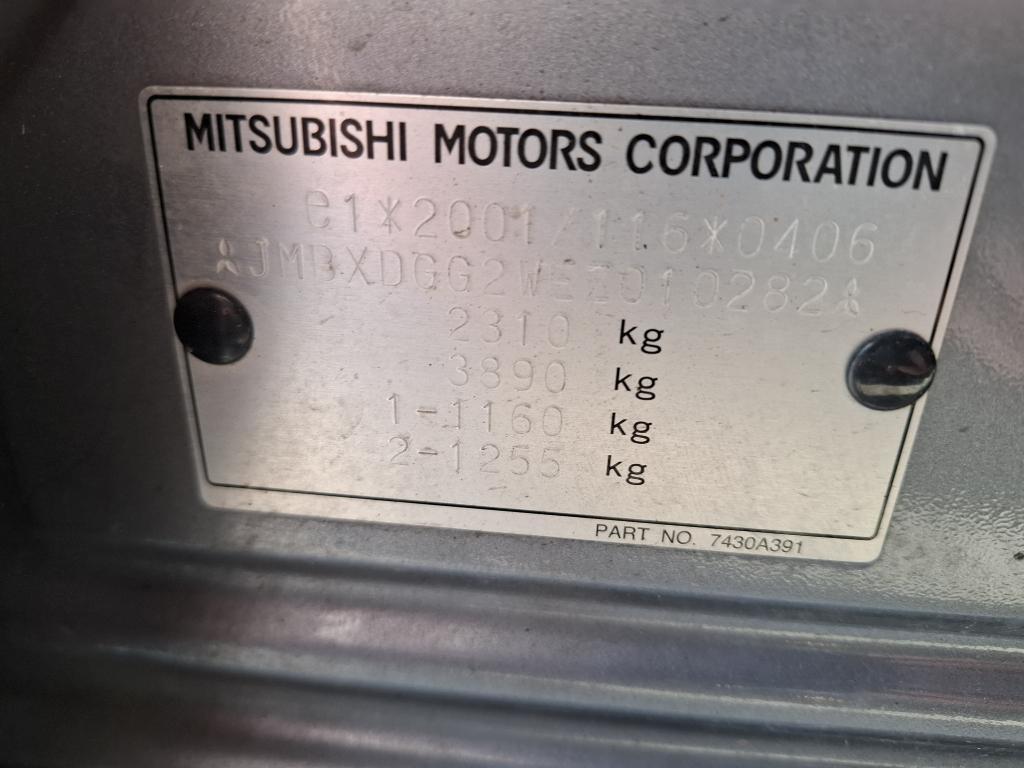 MITSUBISHI MOTORS CORPORATION
e1*2001/116*0406
JMBXDGG2WEZ010282
2310 kg
3890 kg
1-1160 kg
2-1255 kg
PART NO. 7430A391